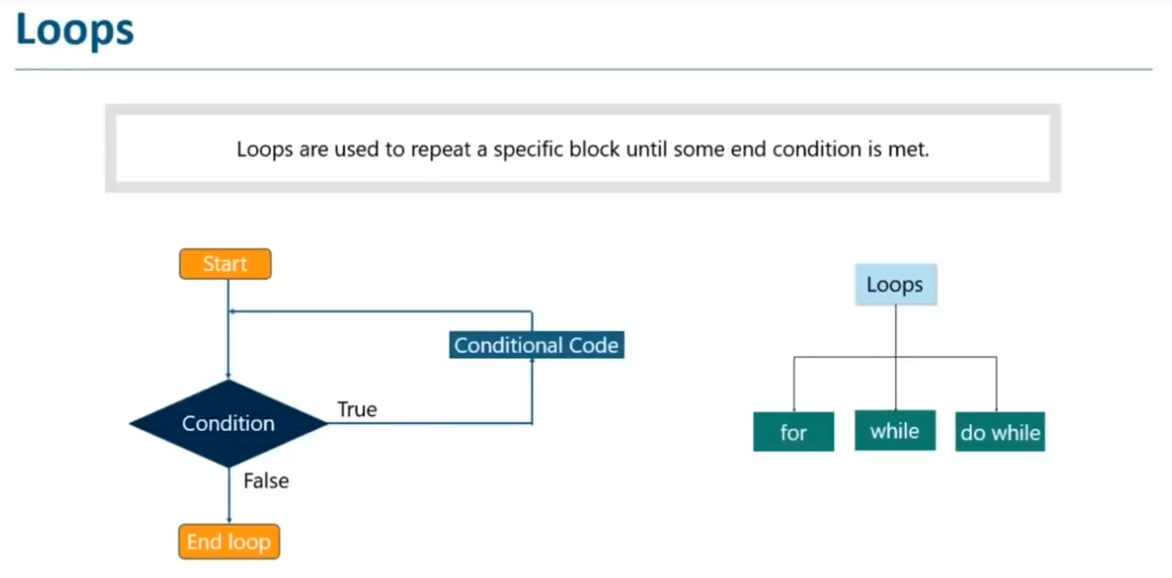 Loops
Loops are used to repeat a specific block until some end condition is met.
Start
Conditional Code
Condition
True
False
End loop
Loops
for
while
do while